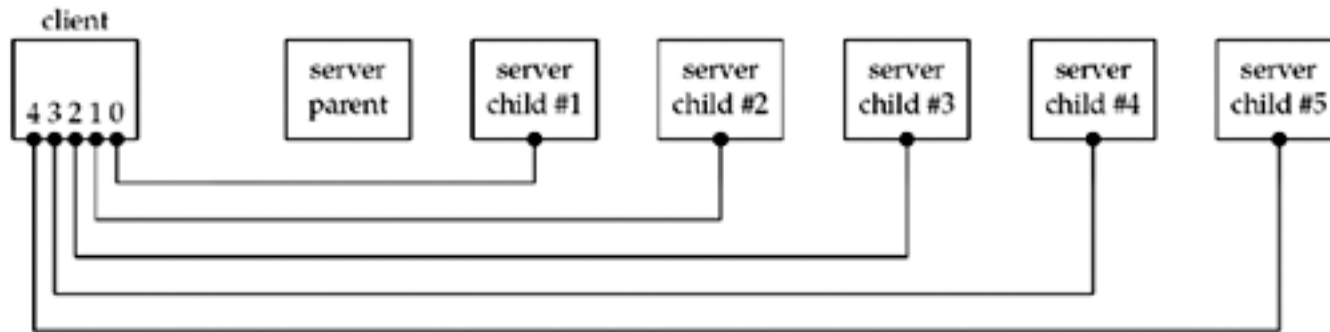 client
4 3 2 1 0
server
parent
server
child #1
server
child #2
server
child #3
server
child #4
server
child #5